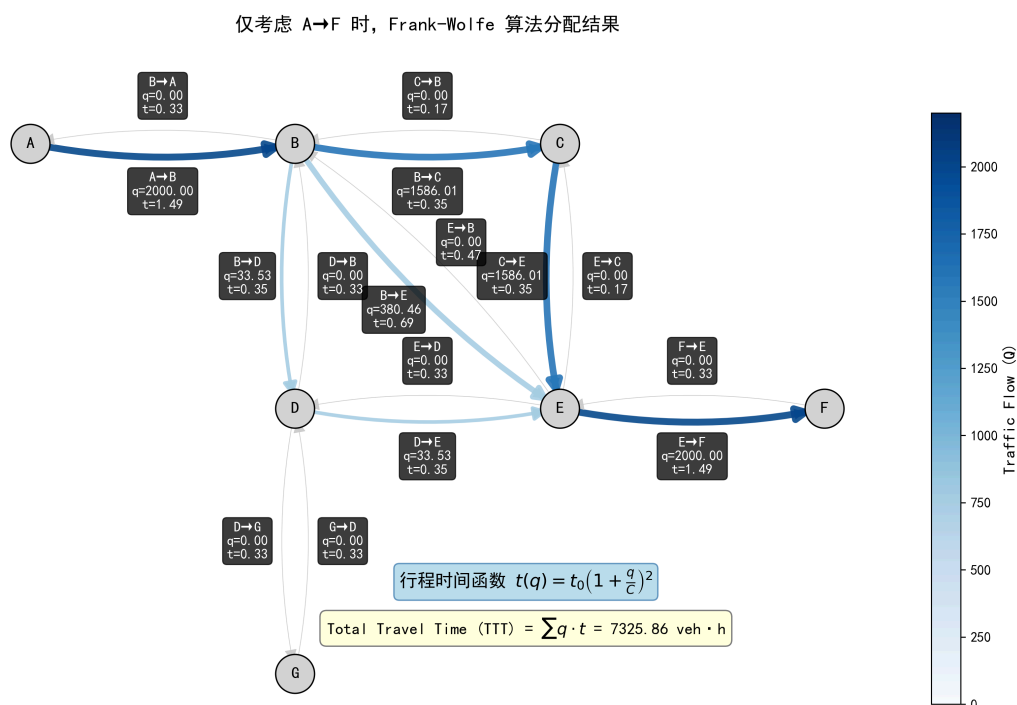 仅考虑 A→F 时，Frank-Wolfe 算法分配结果
B→A
q=0.00
t=0.33
C→B
q=0.00
t=0.17
A
B
C
A→B
q=2000.00
t=1.49
B→C
q=1586.01
t=0.35
E→B
q=0.00
t=0.47
B→D
q=33.53
t=0.35
D→B
q=0.00
t=0.33
C→E
q=1586.01
t=0.35
E→C
q=0.00
t=0.17
B→E
q=380.46
t=0.69
E→D
q=0.00
t=0.33
F→E
q=0.00
t=0.33
D
E
F
D→E
q=33.53
t=0.35
E→F
q=2000.00
t=1.49
D→G
q=0.00
t=0.33
G→D
q=0.00
t=0.33
行程时间函数 t(q) = t₀(1 + q/C)²
Total Travel Time (TTT) = ∑q·t = 7325.86 veh·h
G
2000
1750
1500
1250
1000
750
500
250
0
Traffic Flow (Q)